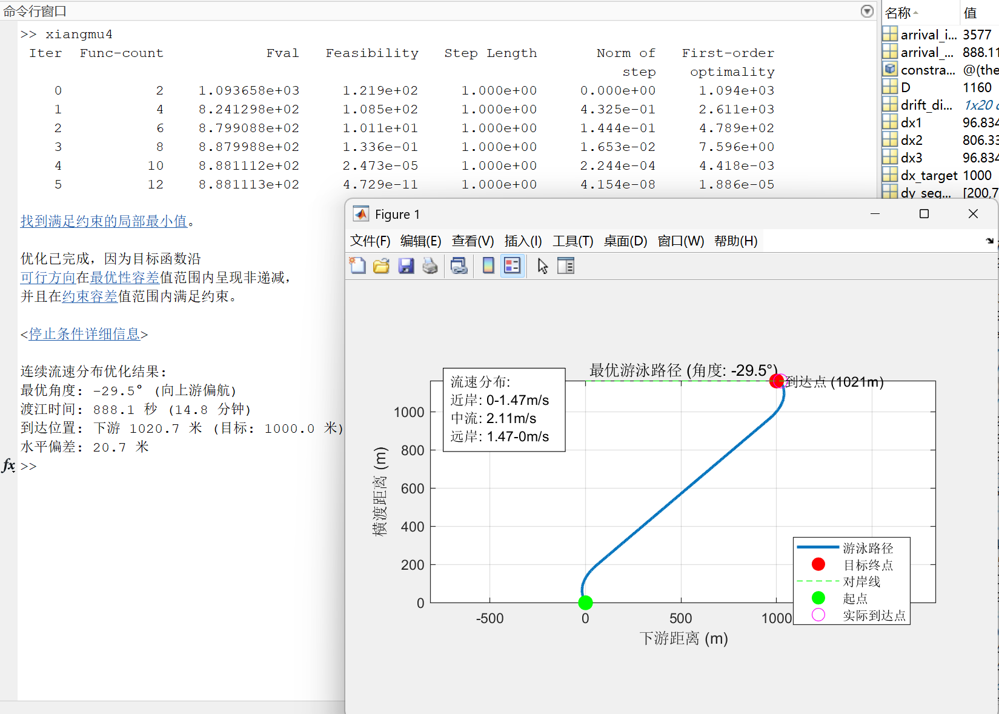 命令行窗口
>> xiangmu4
Iter Func-count Fval Feasibility Step Length Norm of First-order
step optimality
0 2 1.093658e+03 1.219e+02 1.000e+00 0.000e+00 1.094e+03
1 4 8.241298e+02 1.085e+02 1.000e+00 4.325e-01 2.611e+03
2 6 8.799088e+02 1.011e+01 1.000e+00 1.444e-01 4.789e+02
3 8 8.879988e+02 1.336e-01 1.000e+00 1.653e-02 7.596e+00
4 10 8.881112e+02 2.473e-05 1.000e+00 2.244e-04 4.418e-03
5 12 8.881113e+02 4.729e-11 1.000e+00 4.154e-08 1.886e-05
找到满足约束的局部最小值。
优化已完成，因为目标函数沿
可行方向在最优性容差值范围内呈现非递减，
并且在约束容差值范围内满足约束。
<停止条件详细信息>
连续流速分布优化结果:
最优角度: -29.5° (向上游偏航)
渡江时间: 888.1 秒 (14.8 分钟)
到达位置: 下游 1020.7 米 (目标: 1000.0 米)
水平偏差: 20.7 米
fx >>
名称 值
arrival_i... 3577
arrival_... 888.11
constra... @(the
D 1160
drift_di... 1x20
dx1 96.834
dx2 806.33
dx3 96.834
dx_target 1000
dy_seg... [200,7
Figure 1
文件(F) 编辑(E) 查看(V) 插入(I) 工具(T) 桌面(D) 窗口(W) 帮助(H)
最优游泳路径 (角度: -29.5°)
到达点 (1021m)
流速分布:
近岸: 0-1.47m/s
中流: 2.11m/s
远岸: 1.47-0m/s
横渡距离 (m)
1000
800
600
400
200
0
-500 0 500 1000
下游距离 (m)
游泳路径
目标终点
对岸线
起点
实际到达点